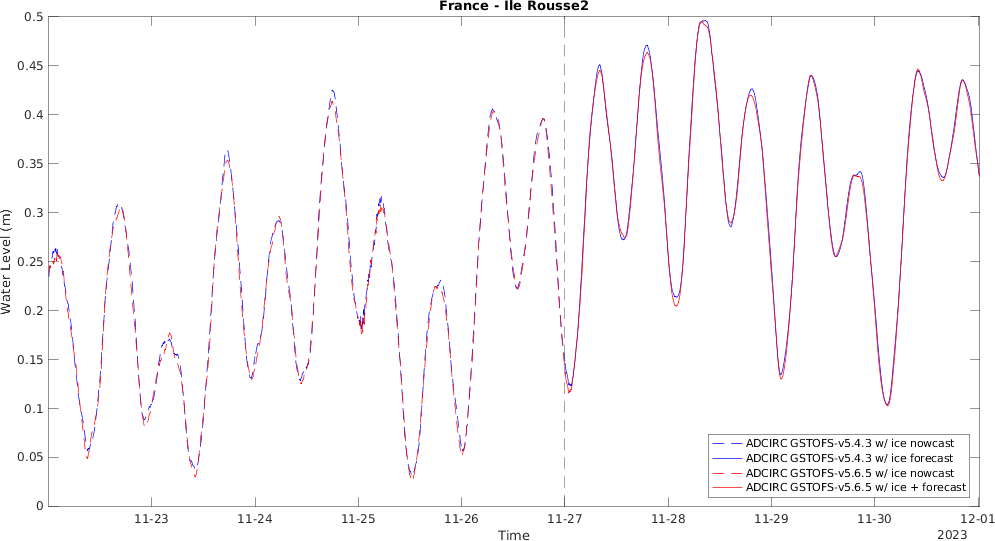 France - Ile Rousse2
0.5
0.45
0.4
0.35
0.3
0.25
0.2
0.15
0.1
0.05
0
Water Level (m)
ADCIRC GSTOFS-v5.4.3 w/ ice nowcast
ADCIRC GSTOFS-v5.4.3 w/ ice forecast
ADCIRC GSTOFS-v5.6.5 w/ ice nowcast
ADCIRC GSTOFS-v5.6.5 w/ ice + forecast
11-23 11-24 11-25 11-26 11-27 11-28 11-29 11-30 12-01
Time
2023